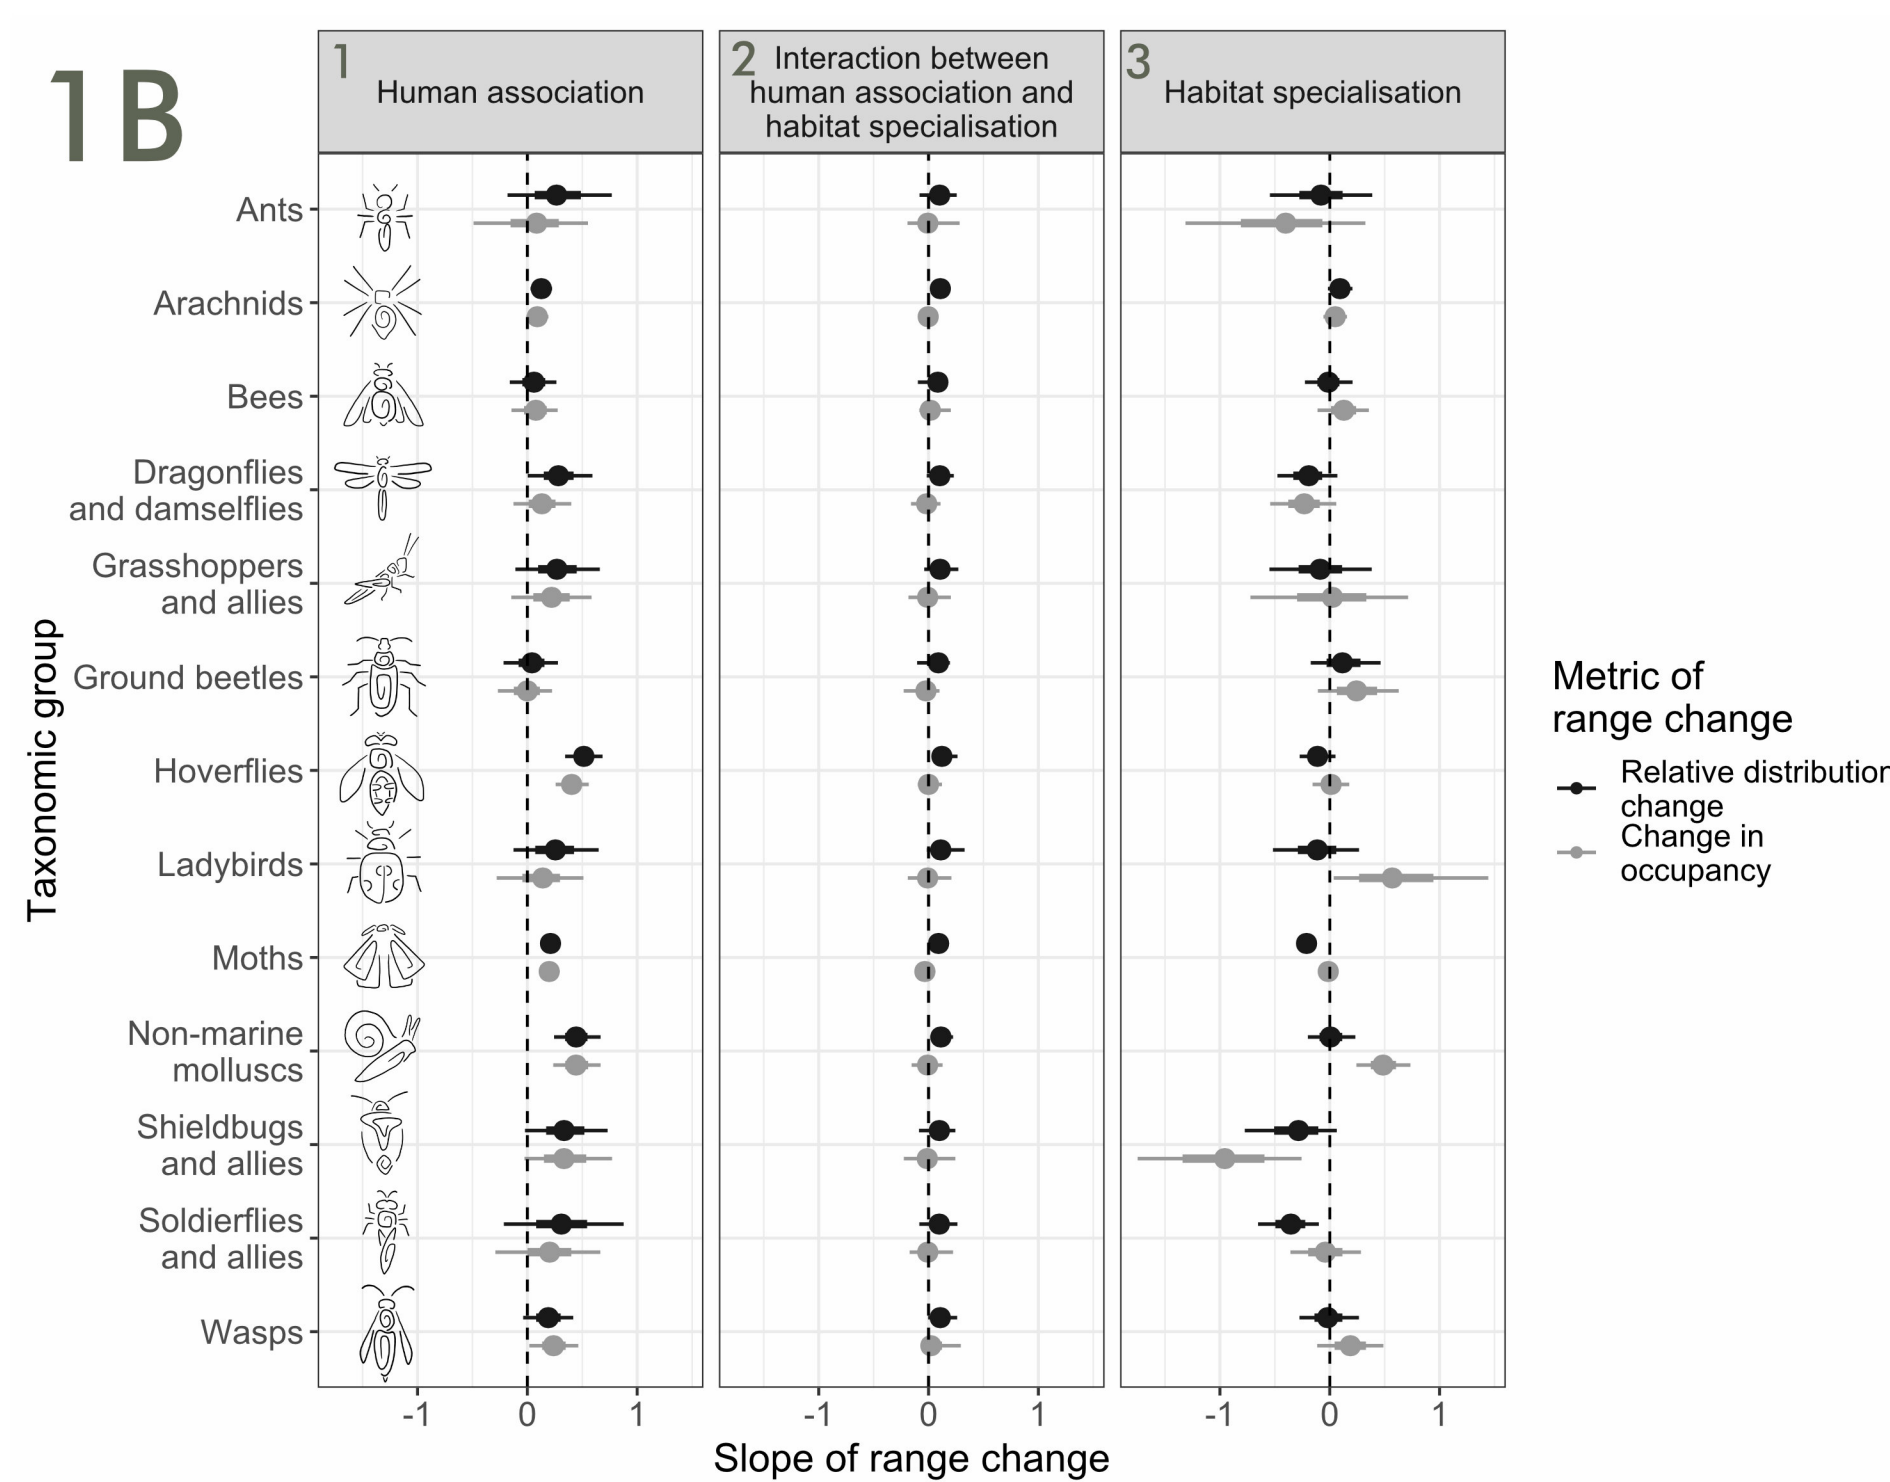 1B
1
Human association
2
Interaction between
human association and
habitat specialisation
3
Habitat specialisation
Taxonomic group
Ants
Arachnids
Bees
Dragonflies
and damselflies
Grasshoppers
and allies
Ground beetles
Hoverflies
Ladybirds
Moths
Non-marine
molluscs
Shieldbugs
and allies
Soldierflies
and allies
Wasps
-1 0 1
-1 0 1
-1 0 1
Slope of range change
Metric of
range change
Relative distribution
change
Change in
occupancy